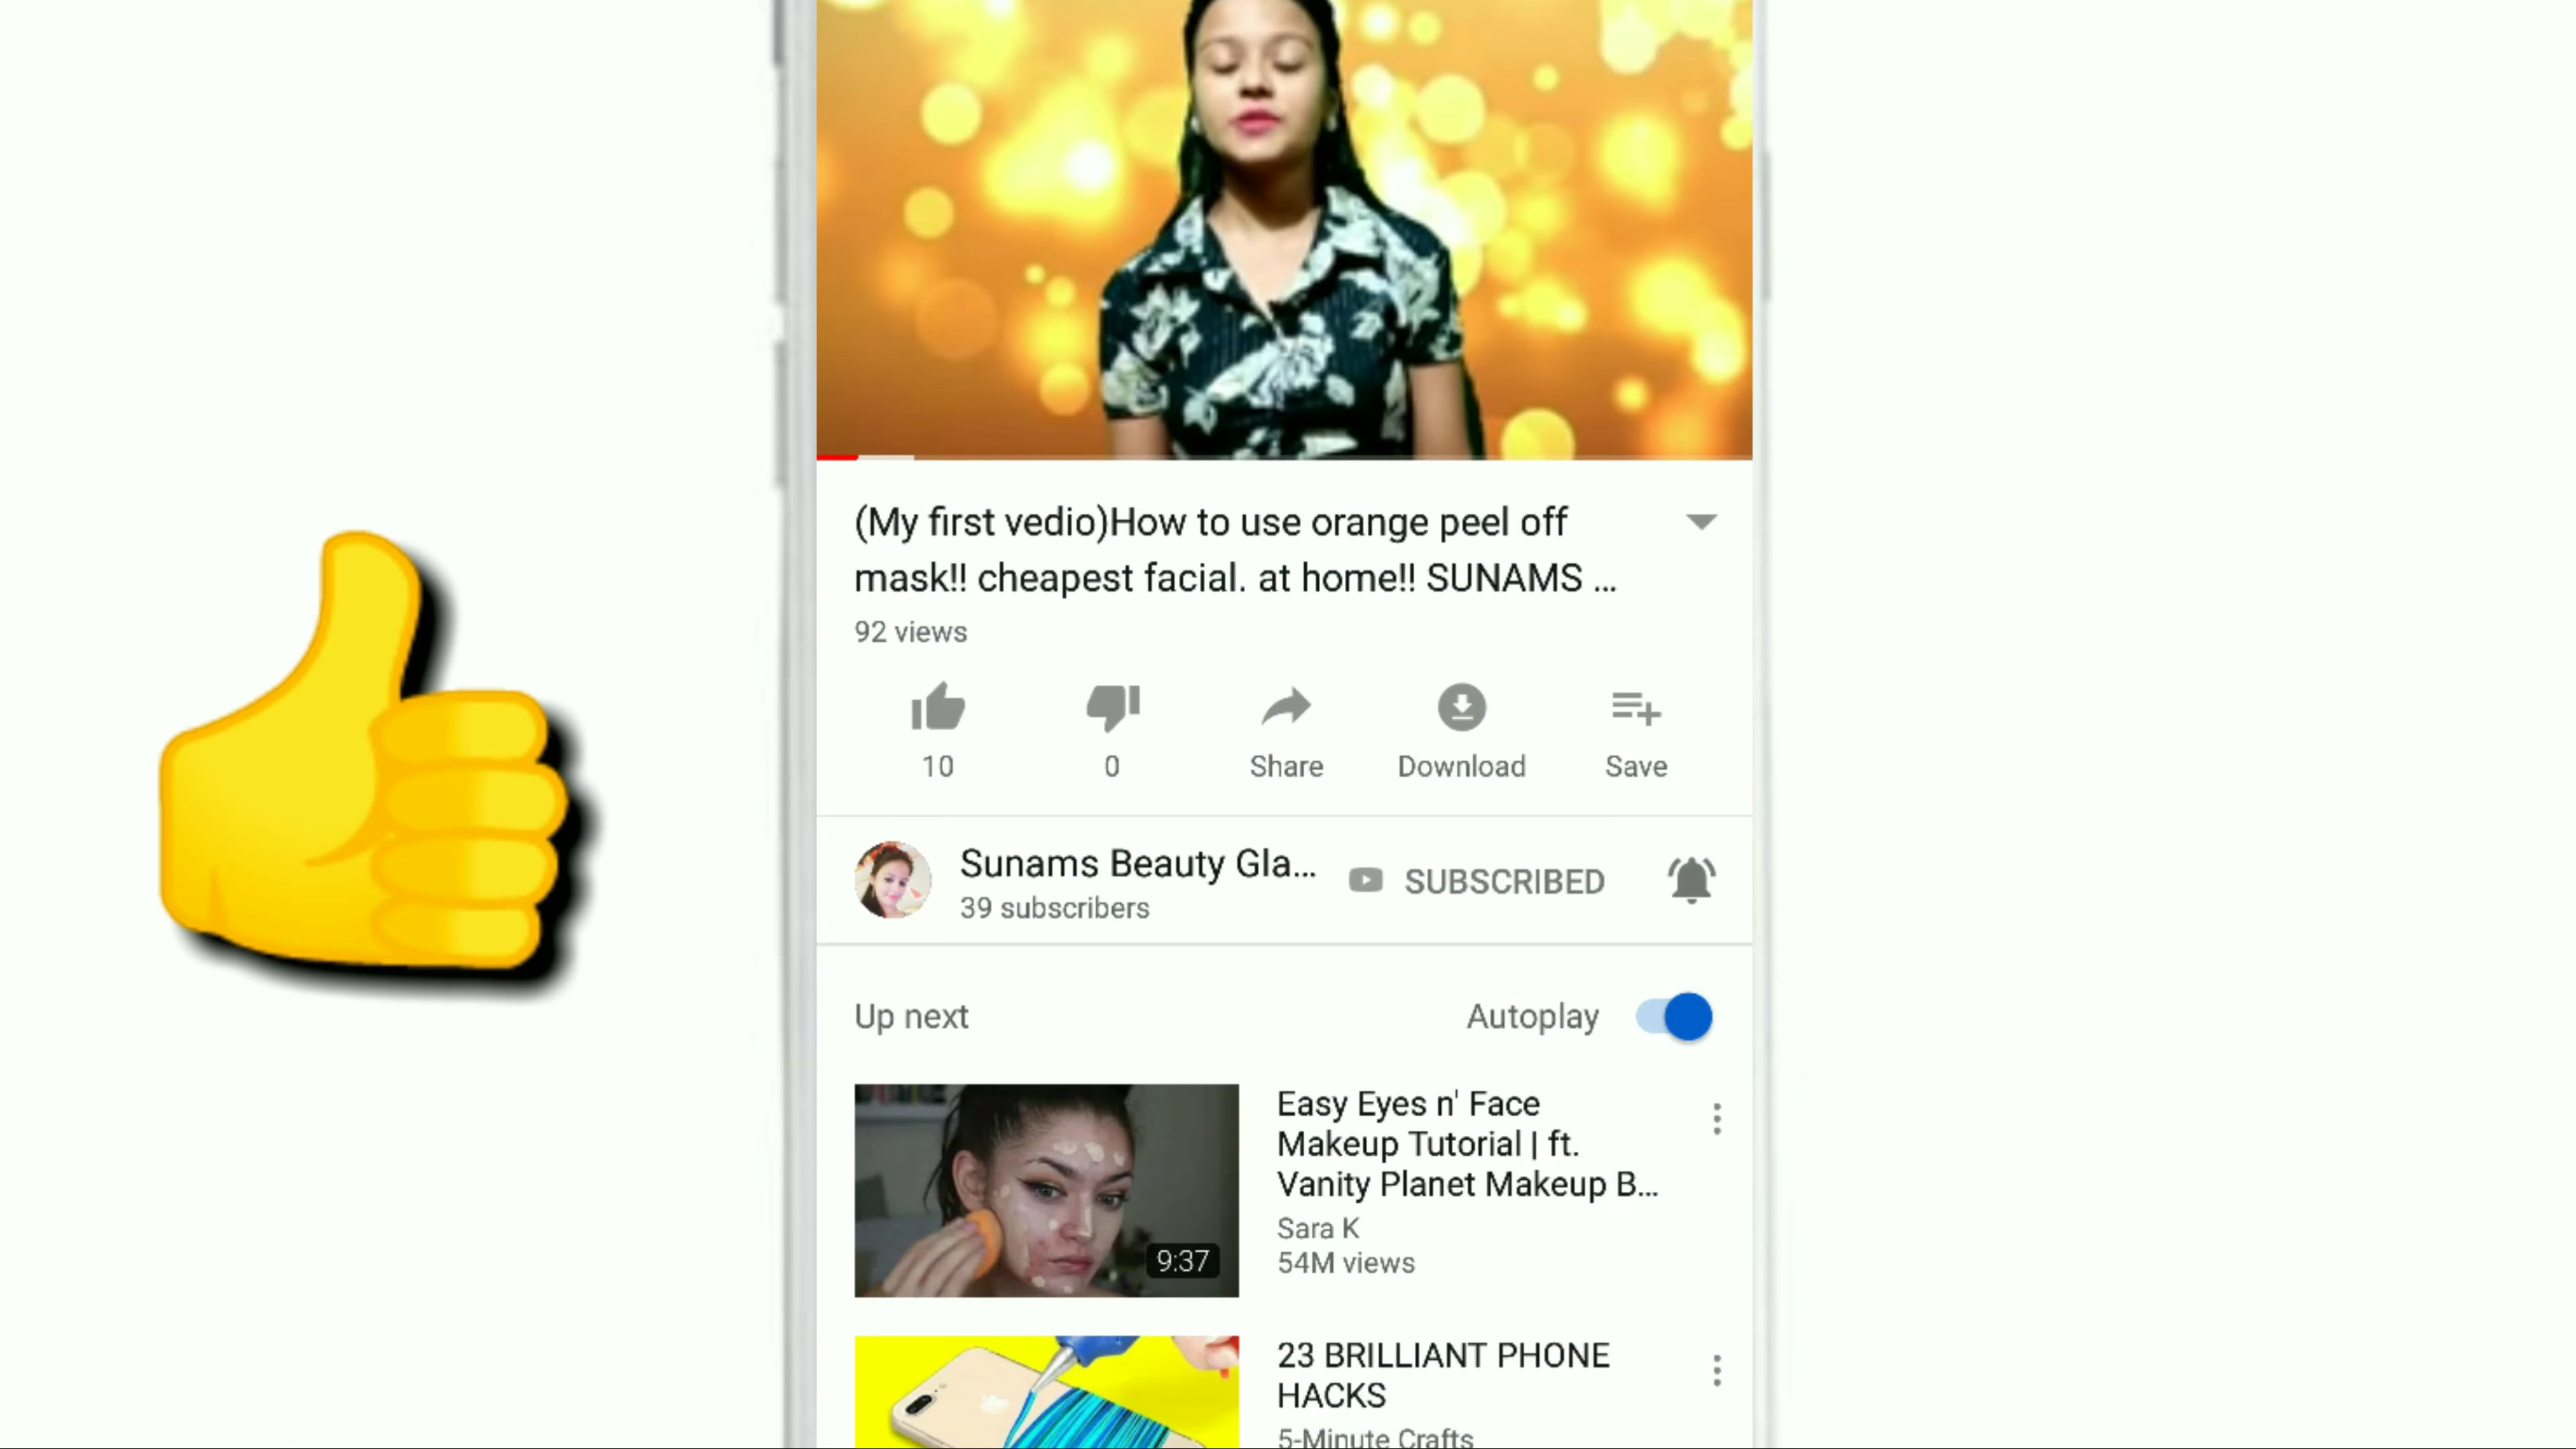 (My first vedio)How to use orange peel off
mask!! cheapest facial. at home!! SUNAMS ...
92 views
10
0
Share
Download
Save
Sunams Beauty Gla...
SUBSCRIBED
39 subscribers
Up next
Autoplay
Easy Eyes n' Face
Makeup Tutorial | ft.
Vanity Planet Makeup B...
Sara K
54M views
9:37
23 BRILLIANT PHONE
HACKS
5-Minute Crafts